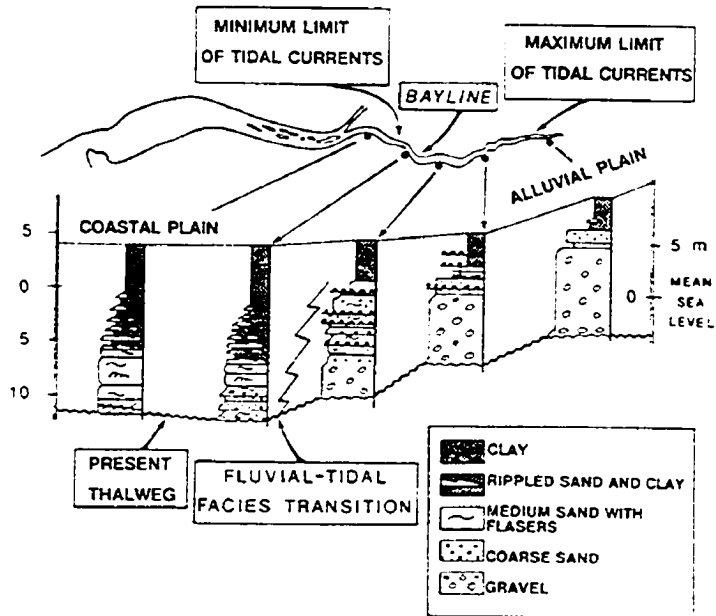 MINIMUM LIMIT
OF TIDAL CURRENTS
BAYLINE
MAXIMUM LIMIT
OF TIDAL CURRENTS
ALLUVIAL PLAIN
COASTAL PLAIN
5
0
5
10
5 m
MEAN
SEA
LEVEL
0
PRESENT
THALWEG
FLUVIAL-TIDAL
FACIES TRANSITION
CLAY
RIPPLED SAND AND CLAY
MEDIUM SAND WITH
FLASERS
COARSE SAND
GRAVEL